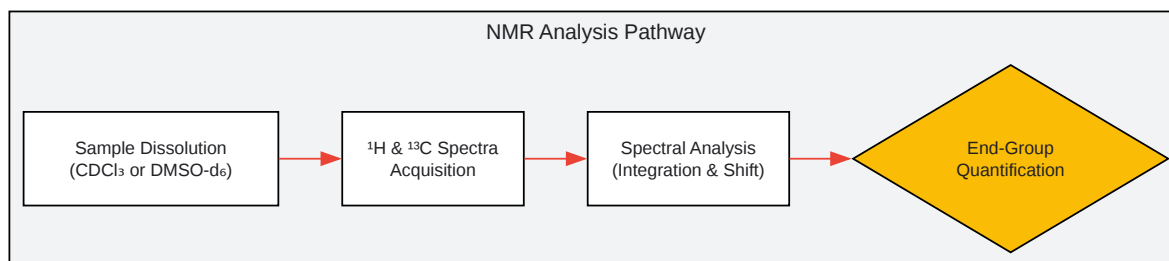 NMR Analysis Pathway
Sample Dissolution
(CDCl₃ or DMSO-d₆)
¹H & ¹³C Spectra
Acquisition
Spectral Analysis
(Integration & Shift)
End-Group
Quantification